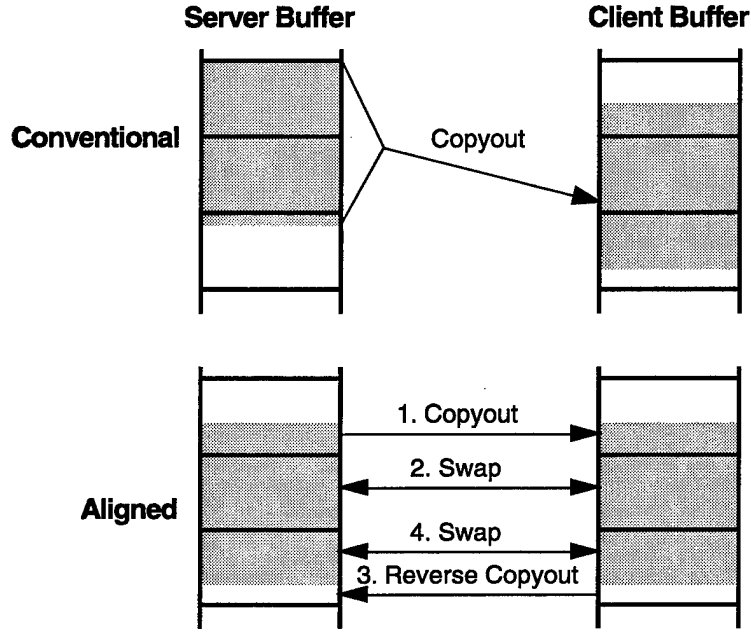 Server Buffer
Client Buffer
Conventional
Copyout
1. Copyout
2. Swap
Aligned
4. Swap
3. Reverse Copyout